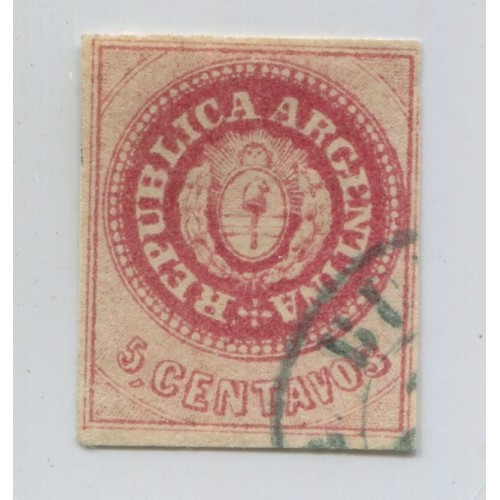 REPUBLICA ARGENTINA
5, CENTAVOS